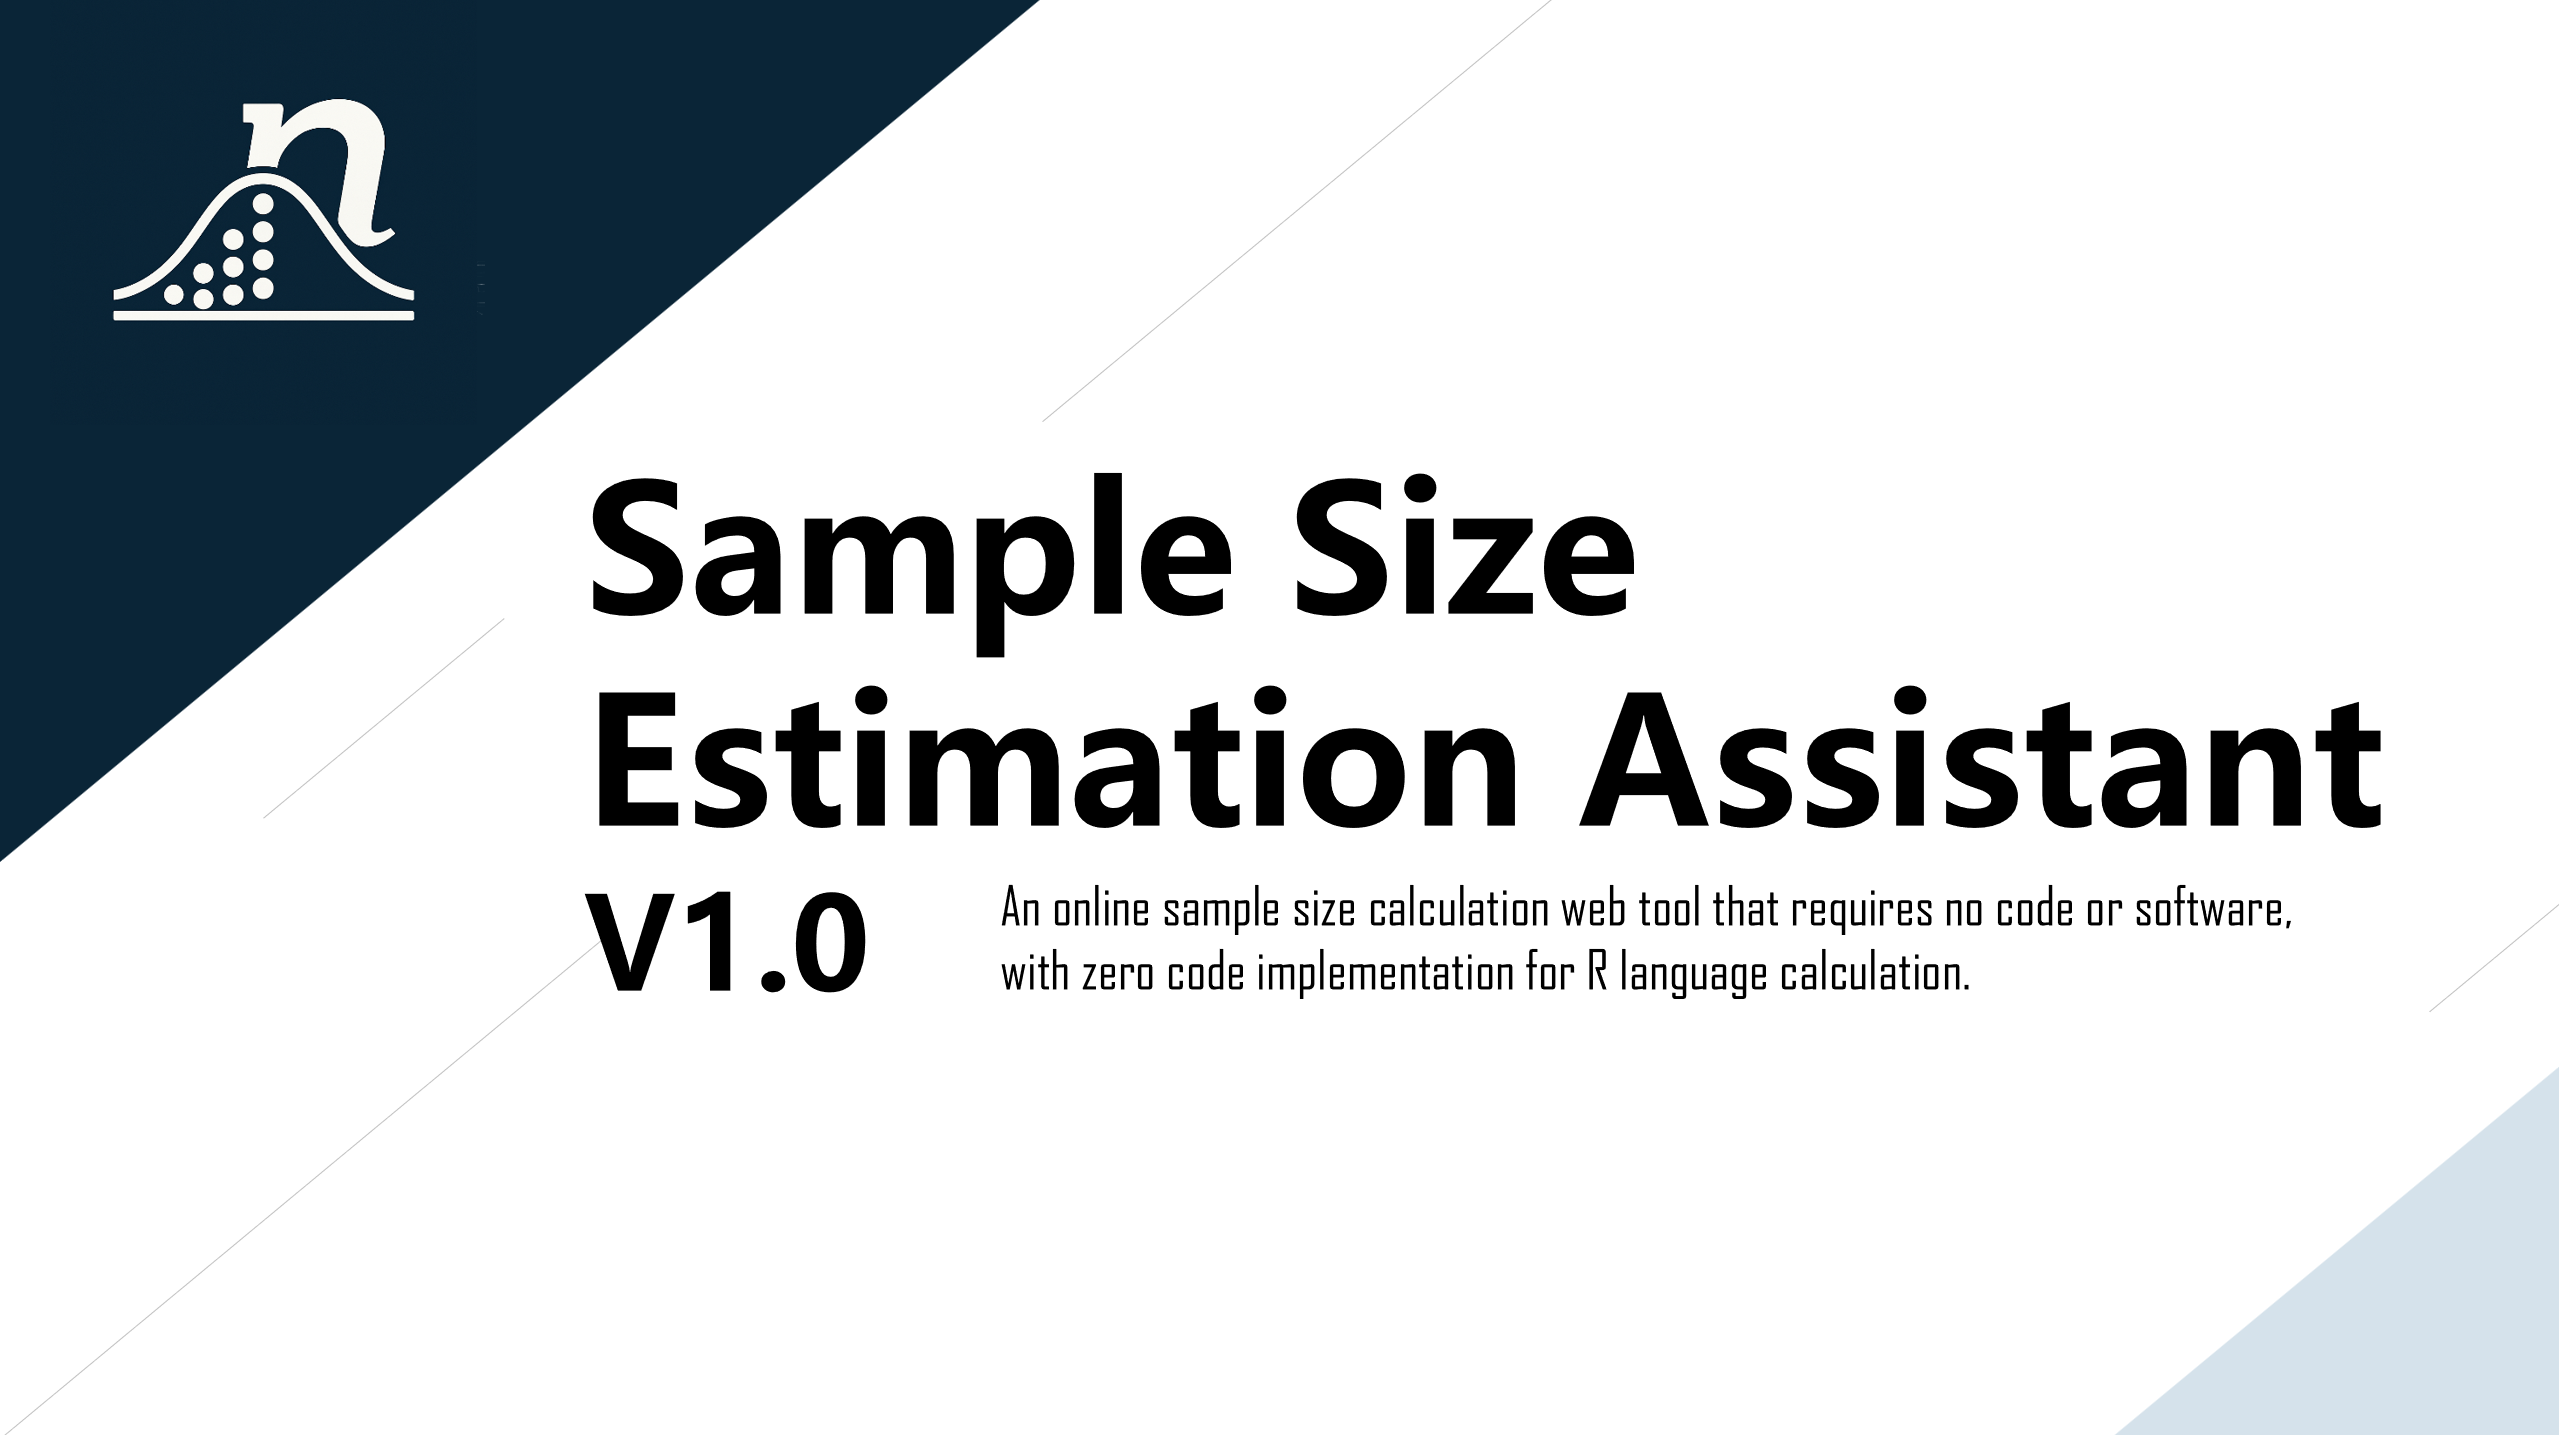 n
Sample Size
Estimation Assistant
V1.0
An online sample size calculation web tool that requires no code or software,
with zero code implementation for R language calculation.